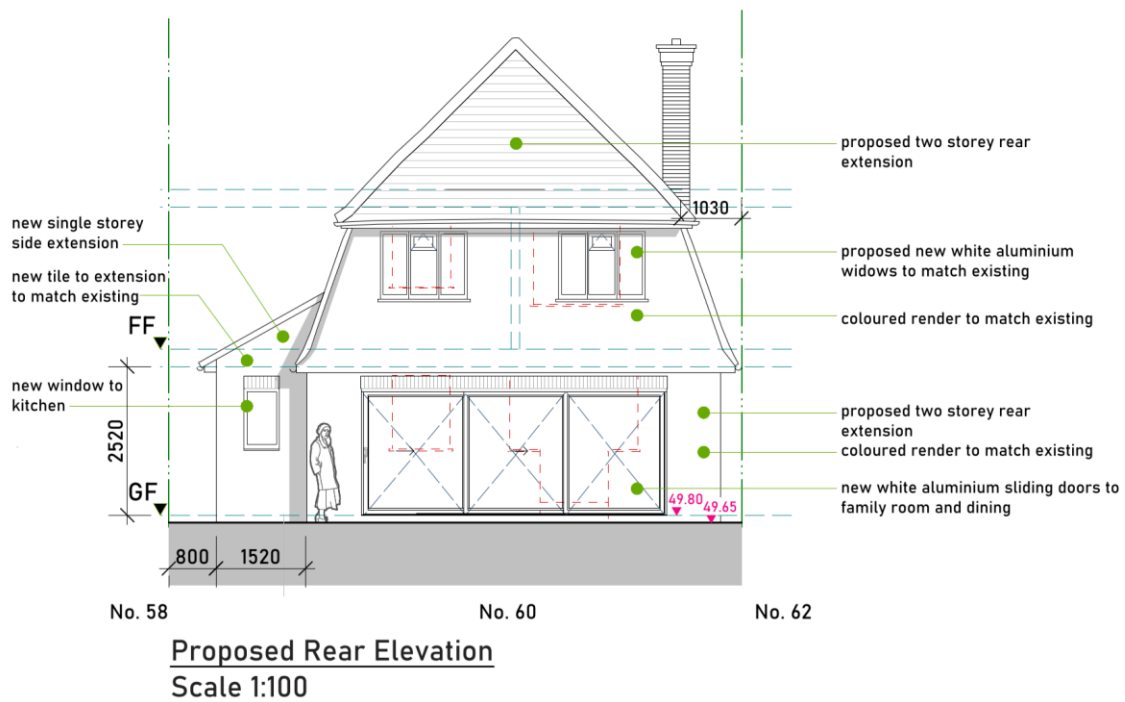 proposed two storey rear
extension
1030
new single storey
side extension
proposed new white aluminium
widows to match existing
new tile to extension
to match existing
FF
coloured render to match existing
new window to
kitchen
2520
proposed two storey rear
extension
coloured render to match existing
new white aluminium sliding doors to
family room and dining
GF
49.80
49.65
800
1520
No. 58
No. 60
No. 62
Proposed Rear Elevation
Scale 1:100